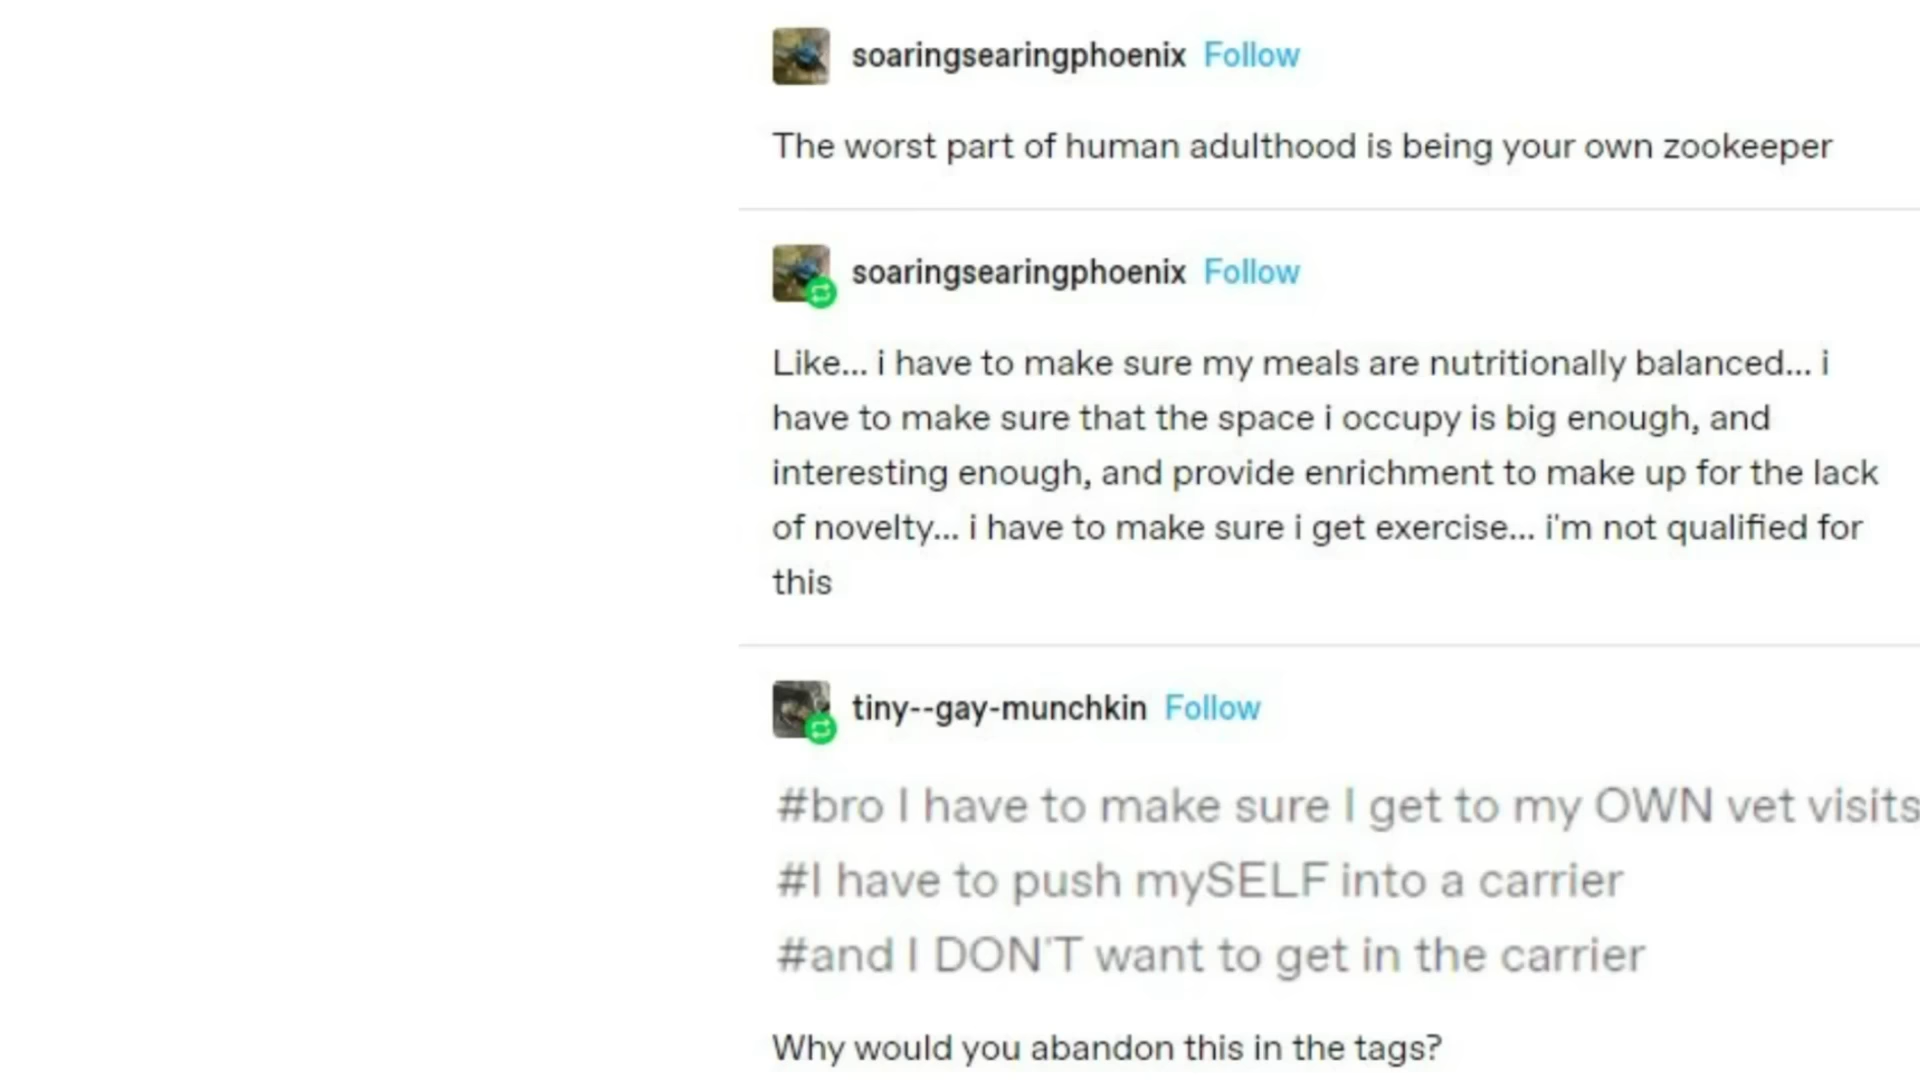 soaringsearingphoenix Follow
The worst part of human adulthood is being your own zookeeper
soaringsearingphoenix Follow
Like... i have to make sure my meals are nutritionally balanced... i
have to make sure that the space i occupy is big enough, and
interesting enough, and provide enrichment to make up for the lack
of novelty... i have to make sure i get exercise... i'm not qualified for
this
tiny--gay-munchkin Follow
#bro I have to make sure I get to my OWN vet visits
#I have to push mySELF into a carrier
#and I DON'T want to get in the carrier
Why would you abandon this in the tags?